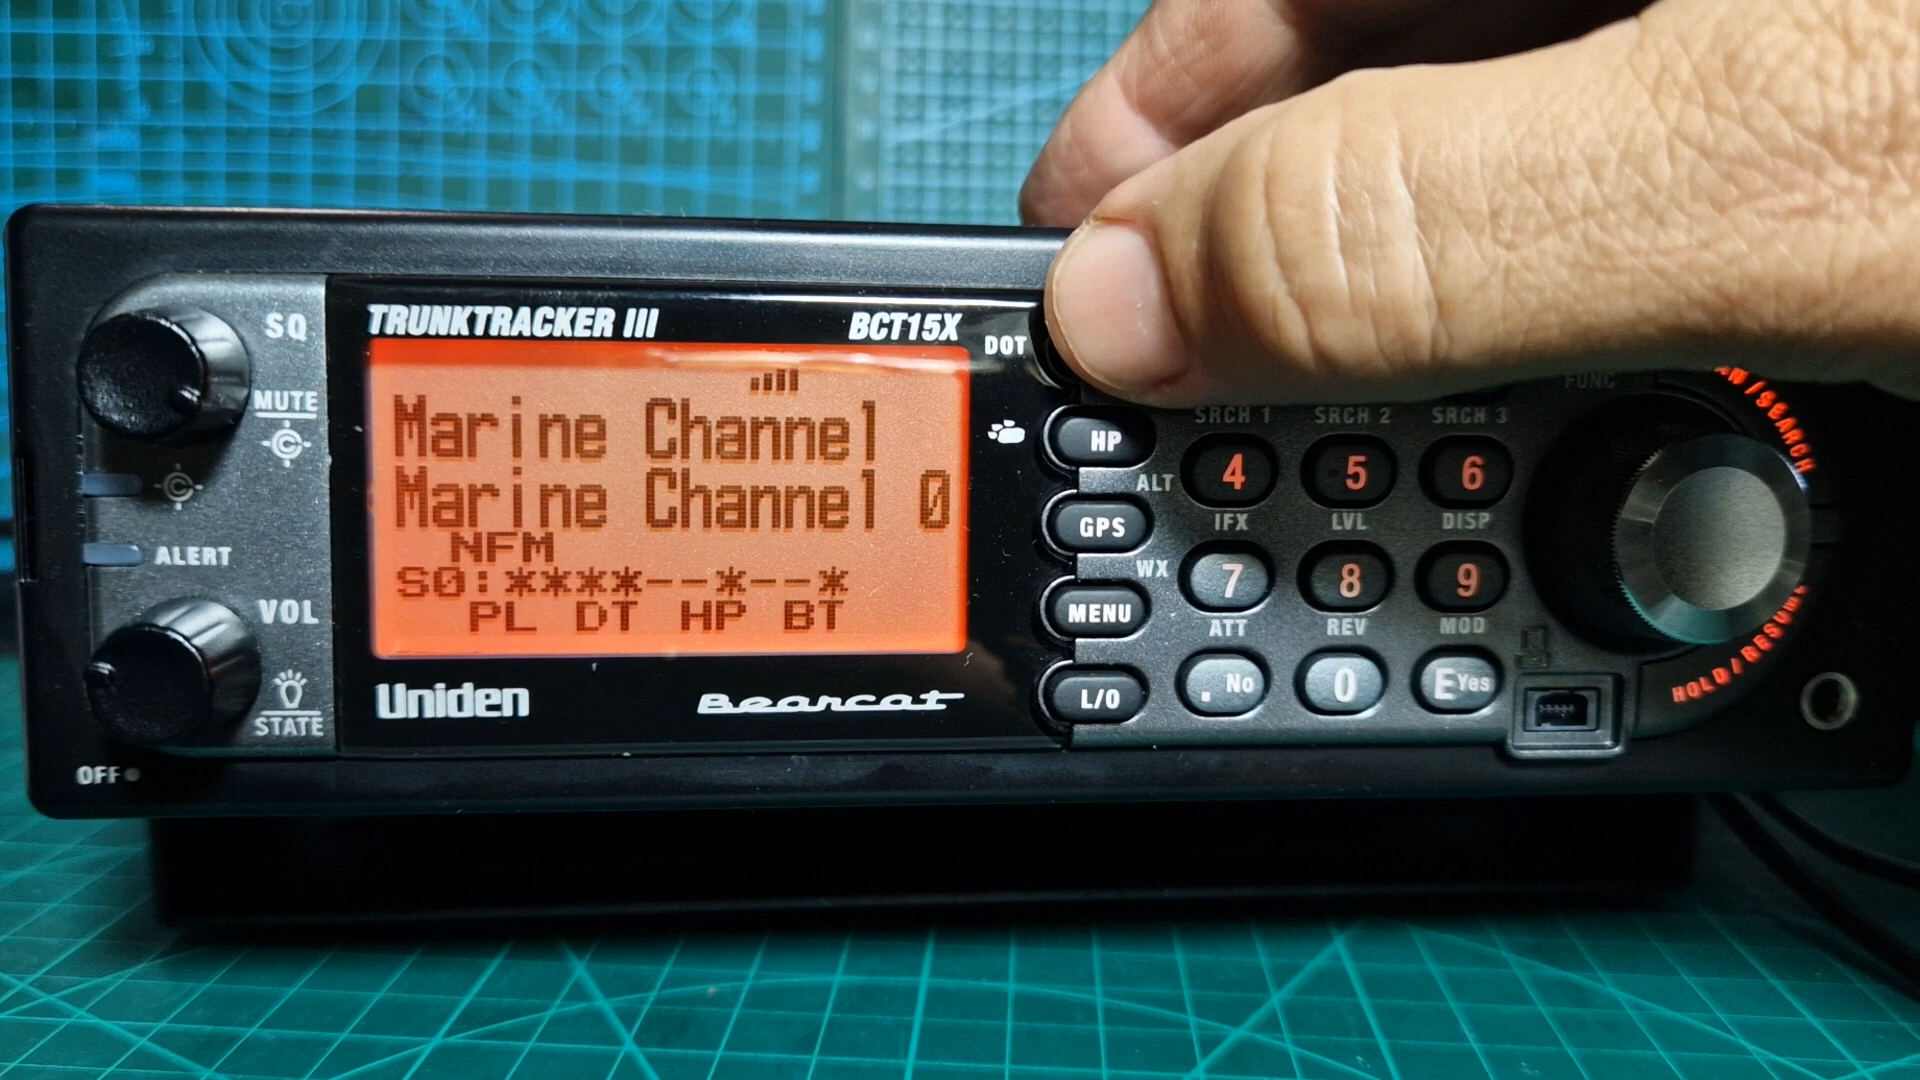 TRUNKTRACKER III BCT15X
SQ
MUTE
ALERT
VOL
STATE
OFF
Marine Channel
Marine Channel 0
NFM
S0:****--*--*
PL DT HP BT
Uniden Bearcat
DOT
HP
GPS
MENU
L/O
ALT
WX
SRCH 1 SRCH 2 SRCH 3
4 5 6
IFX LVL DISP
7 8 9
ATT REV MOD
. No 0 E Yes
FUNC
/SEARCH
HOLD/RESUME